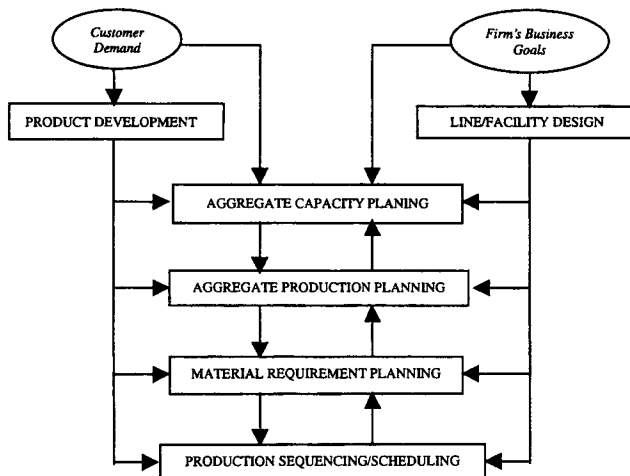 Customer
Demand
Firm's Business
Goals
PRODUCT DEVELOPMENT
LINE/FACILITY DESIGN
AGGREGATE CAPACITY PLANING
AGGREGATE PRODUCTION PLANNING
MATERIAL REQUIREMENT PLANNING
PRODUCTION SEQUENCING/SCHEDULING